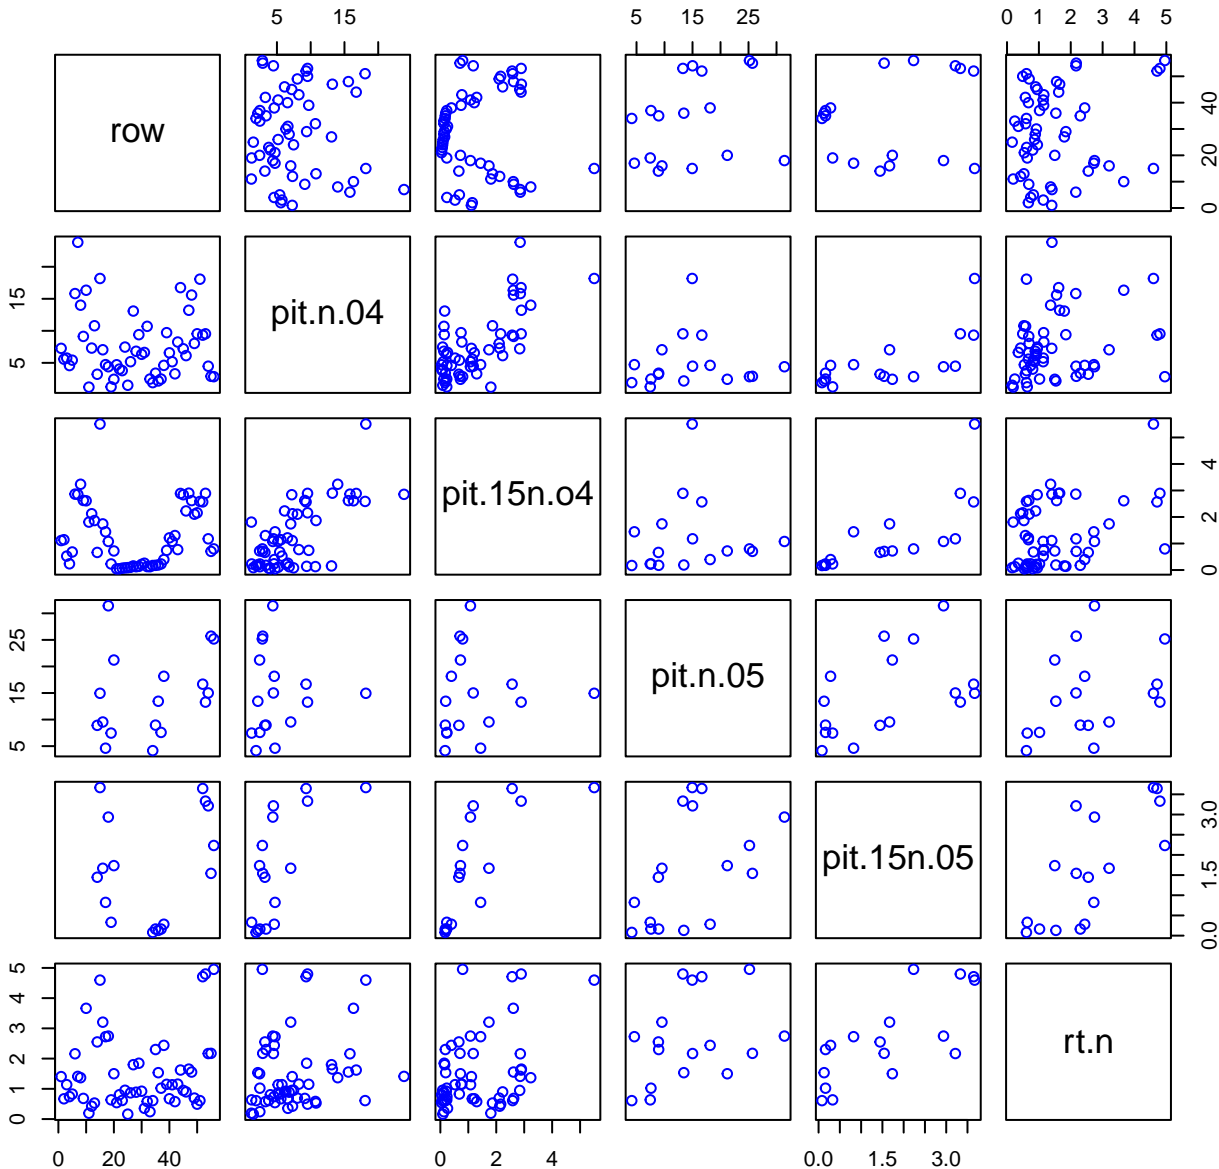 5 15 5 15 25 0 1 2 3 4 5
row 0 20 40
5 15 pit.n.04
pit.15n.o4 0 2 4
5 15 25 pit.n.05
pit.15n.05 0.0 1.5 3.0
0 1 2 3 4 5 rt.n
0 20 40 0 2 4 0.0 1.5 3.0